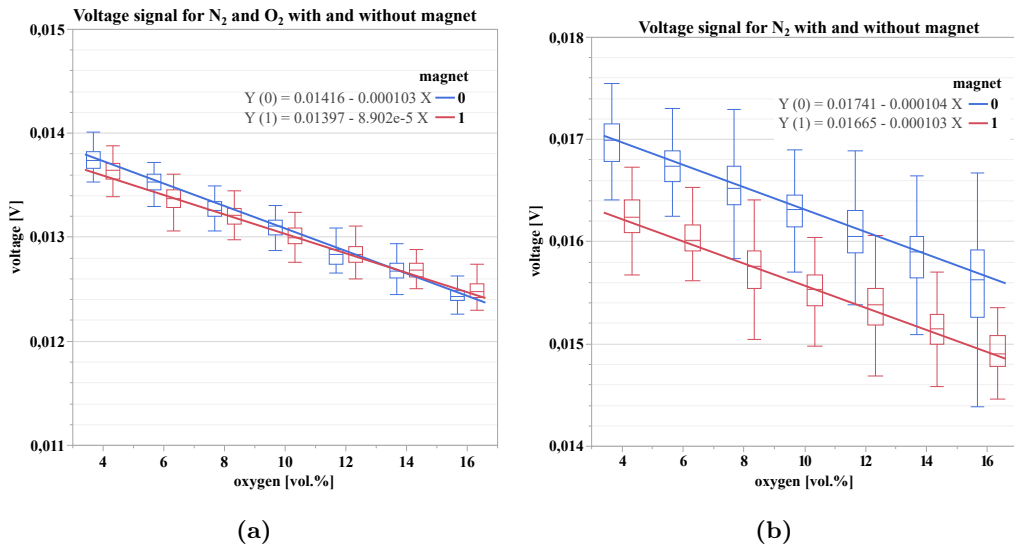 Voltage signal for N₂ and O₂ with and without magnet
0,015
0,014
0,013
0,012
0,011
voltage [V]
magnet
Y (0) = 0.01416 - 0.000103 X 0
Y (1) = 0.01397 - 8.902e-5 X 1
4 6 8 10 12 14 16
oxygen [vol.%]
(a)
Voltage signal for N₂ with and without magnet
0,018
0,017
0,016
0,015
0,014
voltage [V]
magnet
Y (0) = 0.01741 - 0.000104 X 0
Y (1) = 0.01665 - 0.000103 X 1
4 6 8 10 12 14 16
oxygen [vol.%]
(b)